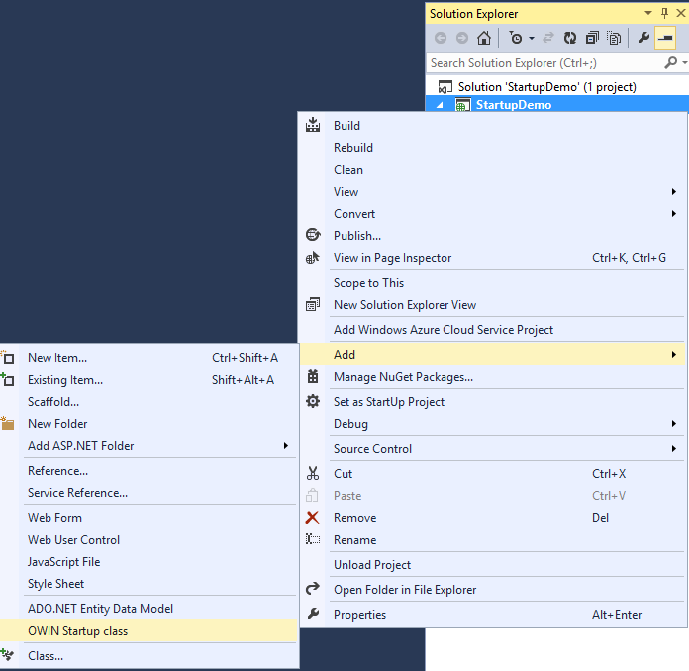 Solution Explorer
Search Solution Explorer (Ctrl+;)
Solution 'StartupDemo' (1 project)
StartupDemo
Build
Rebuild
Clean
View
Convert
Publish...
View in Page Inspector Ctrl+K, Ctrl+G
Scope to This
New Solution Explorer View
Add Windows Azure Cloud Service Project
Add
Manage NuGet Packages...
Set as StartUp Project
Debug
Source Control
Cut Ctrl+X
Paste Ctrl+V
Remove Del
Rename
Unload Project
Open Folder in File Explorer
Properties Alt+Enter
New Item... Ctrl+Shift+A
Existing Item... Shift+Alt+A
Scaffold...
New Folder
Add ASP.NET Folder
Reference...
Service Reference...
Web Form
Web User Control
JavaScript File
Style Sheet
ADO.NET Entity Data Model
OWIN Startup class
Class...